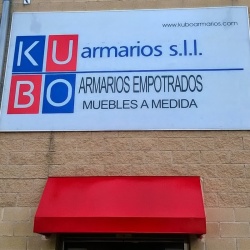 www.kuboarmarios.com
KU armarios s.l.l.
BO ARMARIOS EMPOTRADOS
MUEBLES A MEDIDA